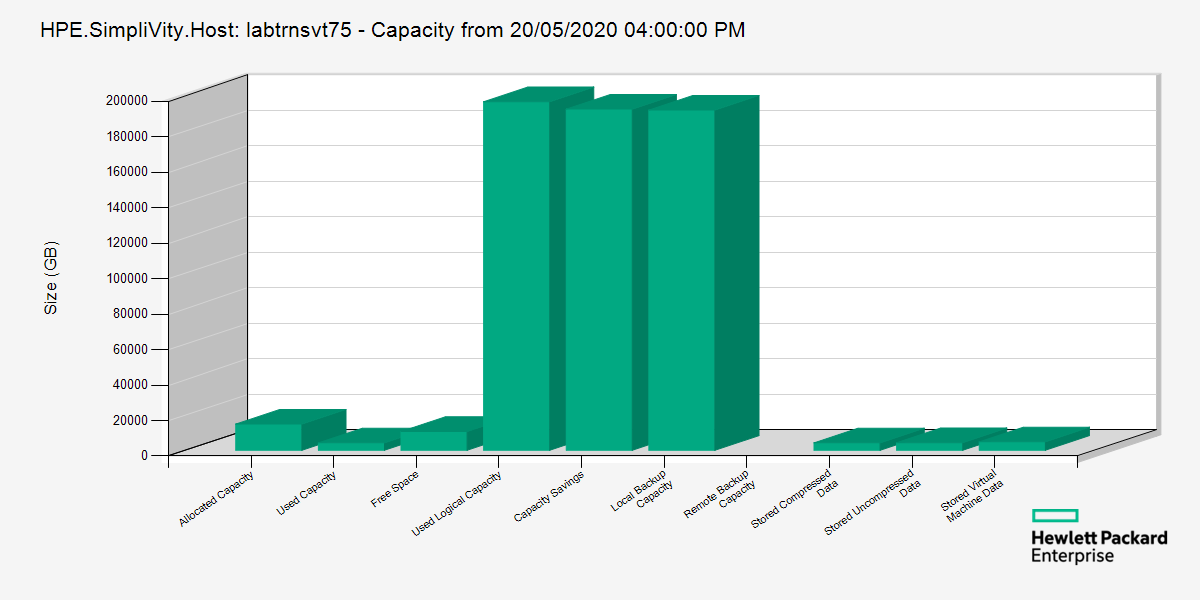 HPE.SimpliVity.Host: labtrnsvt75 - Capacity from 20/05/2020 04:00:00 PM
Size (GB)
200000
180000
160000
140000
120000
100000
80000
60000
40000
20000
0
Allocated Capacity
Used Capacity
Free Space
Used Logical Capacity
Capacity Savings
Local Backup
Capacity
Remote Backup
Capacity
Stored Compressed
Data
Stored Uncompressed
Data
Stored Virtual
Machine Data
Hewlett Packard
Enterprise